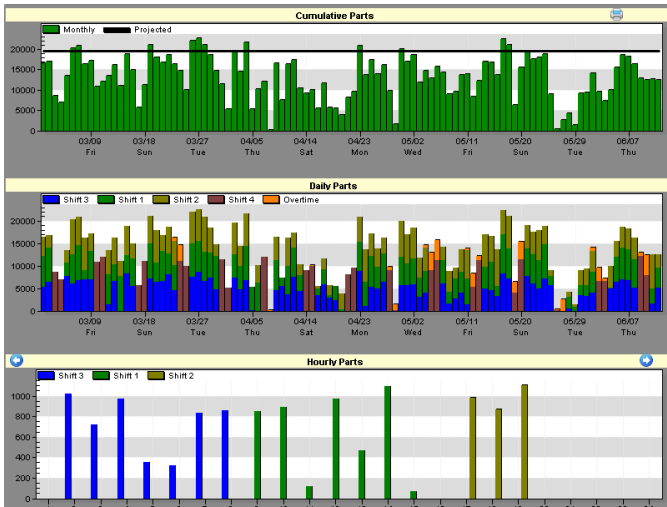 Cumulative Parts
Monthly Projected
20000
15000
10000
5000
0
03/09 03/18 03/27 04/05 04/14 04/23 05/02 05/11 05/20 05/29 06/07
Fri Sun Tue Thu Sat Mon Wed Fri Sun Tue Thu
Daily Parts
Shift 3 Shift 1 Shift 2 Shift 4 Overtime
20000
15000
10000
5000
0
03/09 03/18 03/27 04/05 04/14 04/23 05/02 05/11 05/20 05/29 06/07
Fri Sun Tue Thu Sat Mon Wed Fri Sun Tue Thu
Hourly Parts
Shift 3 Shift 1 Shift 2
1000
800
600
400
200
0